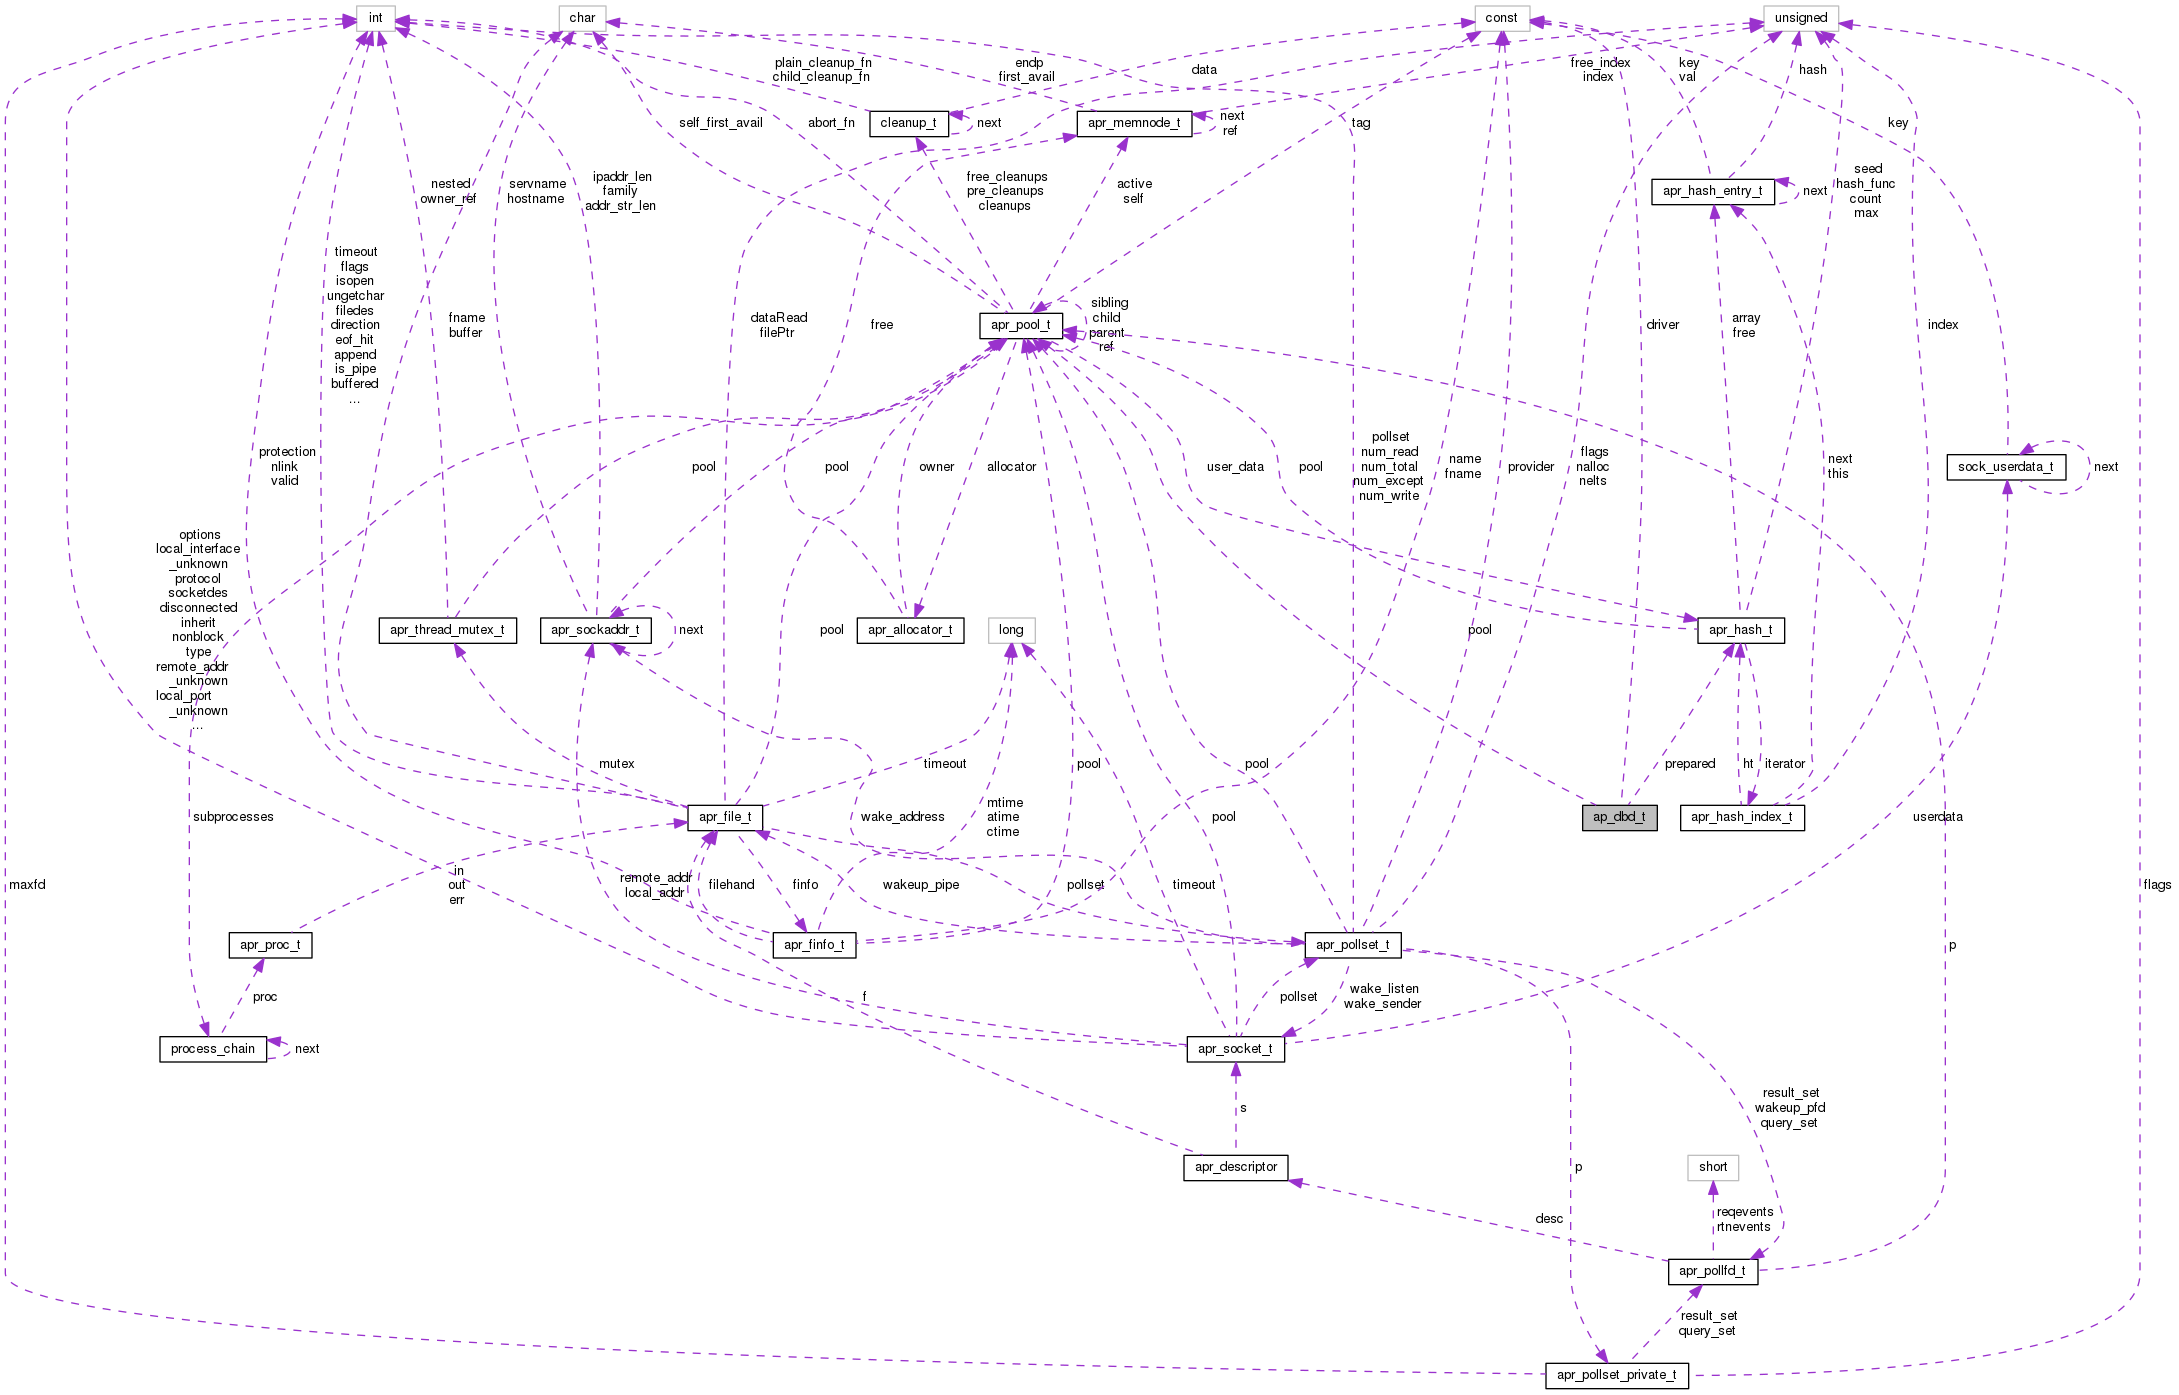 int
char
const
unsigned
plain_cleanup_fn
child_cleanup_fn
endp
first_avail
data
free_index
index
key
val
hash
self_first_avail
abort_fn
cleanup_t
next
apr_memnode_t
next
ref
tag
key
nested
owner_ref
servname
hostname
ipaddr_len
family
addr_str_len
free_cleanups
pre_cleanups
cleanups
active
self
apr_hash_entry_t
next
seed
hash_func
count
max
timeout
flags
isopen
ungetchar
filedes
direction
eof_hit
append
is_pipe
buffered
...
fname
buffer
dataRead
filePtr
free
apr_pool_t
sibling
child
parent
ref
driver
array
free
index
protection
nlink
valid
pool
pool
owner
allocator
user_data
pool
pollset
num_read
num_total
num_except
num_write
name
fname
provider
flags
nalloc
nelts
next
this
sock_userdata_t
next
options
local_interface
_unknown
protocol
socketdes
disconnected
inherit
nonblock
type
remote_addr
_unknown
local_port
_unknown
...
apr_thread_mutex_t
apr_sockaddr_t
next
pool
apr_allocator_t
long
pool
apr_hash_t
mutex
timeout
pool
pool
prepared
ht
iterator
subprocesses
apr_file_t
wake_address
mtime
atime
ctime
pool
ap_dbd_t
apr_hash_index_t
userdata
maxfd
in
out
err
remote_addr
local_addr
filehand
finfo
wakeup_pipe
pollset
timeout
flags
apr_proc_t
apr_finfo_t
apr_pollset_t
p
proc
f
pollset
wake_listen
wake_sender
process_chain
next
apr_socket_t
s
result_set
wakeup_pfd
query_set
apr_descriptor
p
short
desc
reqevents
rtnevents
apr_pollfd_t
result_set
query_set
apr_pollset_private_t